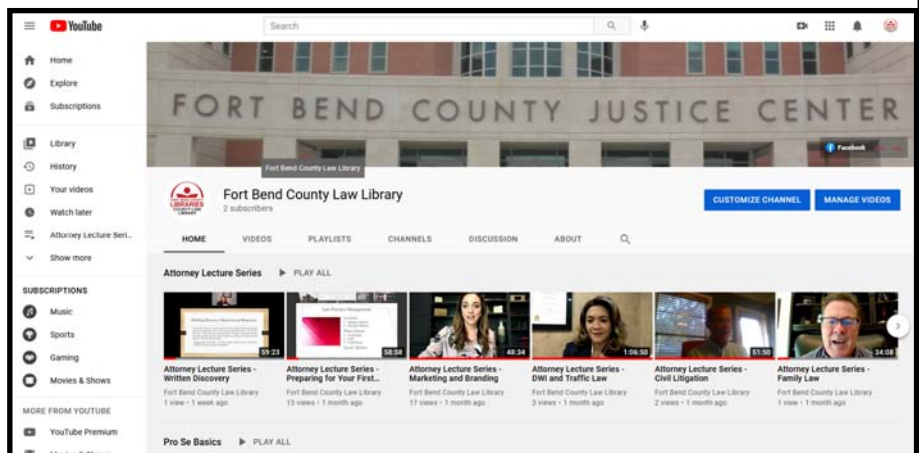 YouTube
Search
Home
Explore
Subscriptions
Library
History
Your videos
Watch later
Attorney Lecture Seri...
Show more
SUBSCRIPTIONS
Music
Sports
Gaming
Movies & Shows
MORE FROM YOUTUBE
YouTube Premium
FORT BEND COUNTY JUSTICE CENTER
Facebook
Fort Bend County Law Library
LIBRARIES
Fort Bend County Law Library
2 subscribers
CUSTOMIZE CHANNEL
MANAGE VIDEOS
HOME VIDEOS PLAYLISTS CHANNELS DISCUSSION ABOUT
Attorney Lecture Series PLAY ALL
59:23
Attorney Lecture Series -
Written Discovery
Fort Bend County Law Library
1 view • 1 week ago
58:58
Attorney Lecture Series -
Preparing for Your First...
Fort Bend County Law Library
13 views • 1 month ago
48:34
Attorney Lecture Series -
Marketing and Branding
Fort Bend County Law Library
17 views • 1 month ago
1:06:50
Attorney Lecture Series -
DWI and Traffic Law
Fort Bend County Law Library
3 views • 1 month ago
51:50
Attorney Lecture Series -
Civil Litigation
Fort Bend County Law Library
2 views • 1 month ago
34:08
Attorney Lecture Series -
Family Law
Fort Bend County Law Library
1 view • 1 month ago
Pro Se Basics PLAY ALL